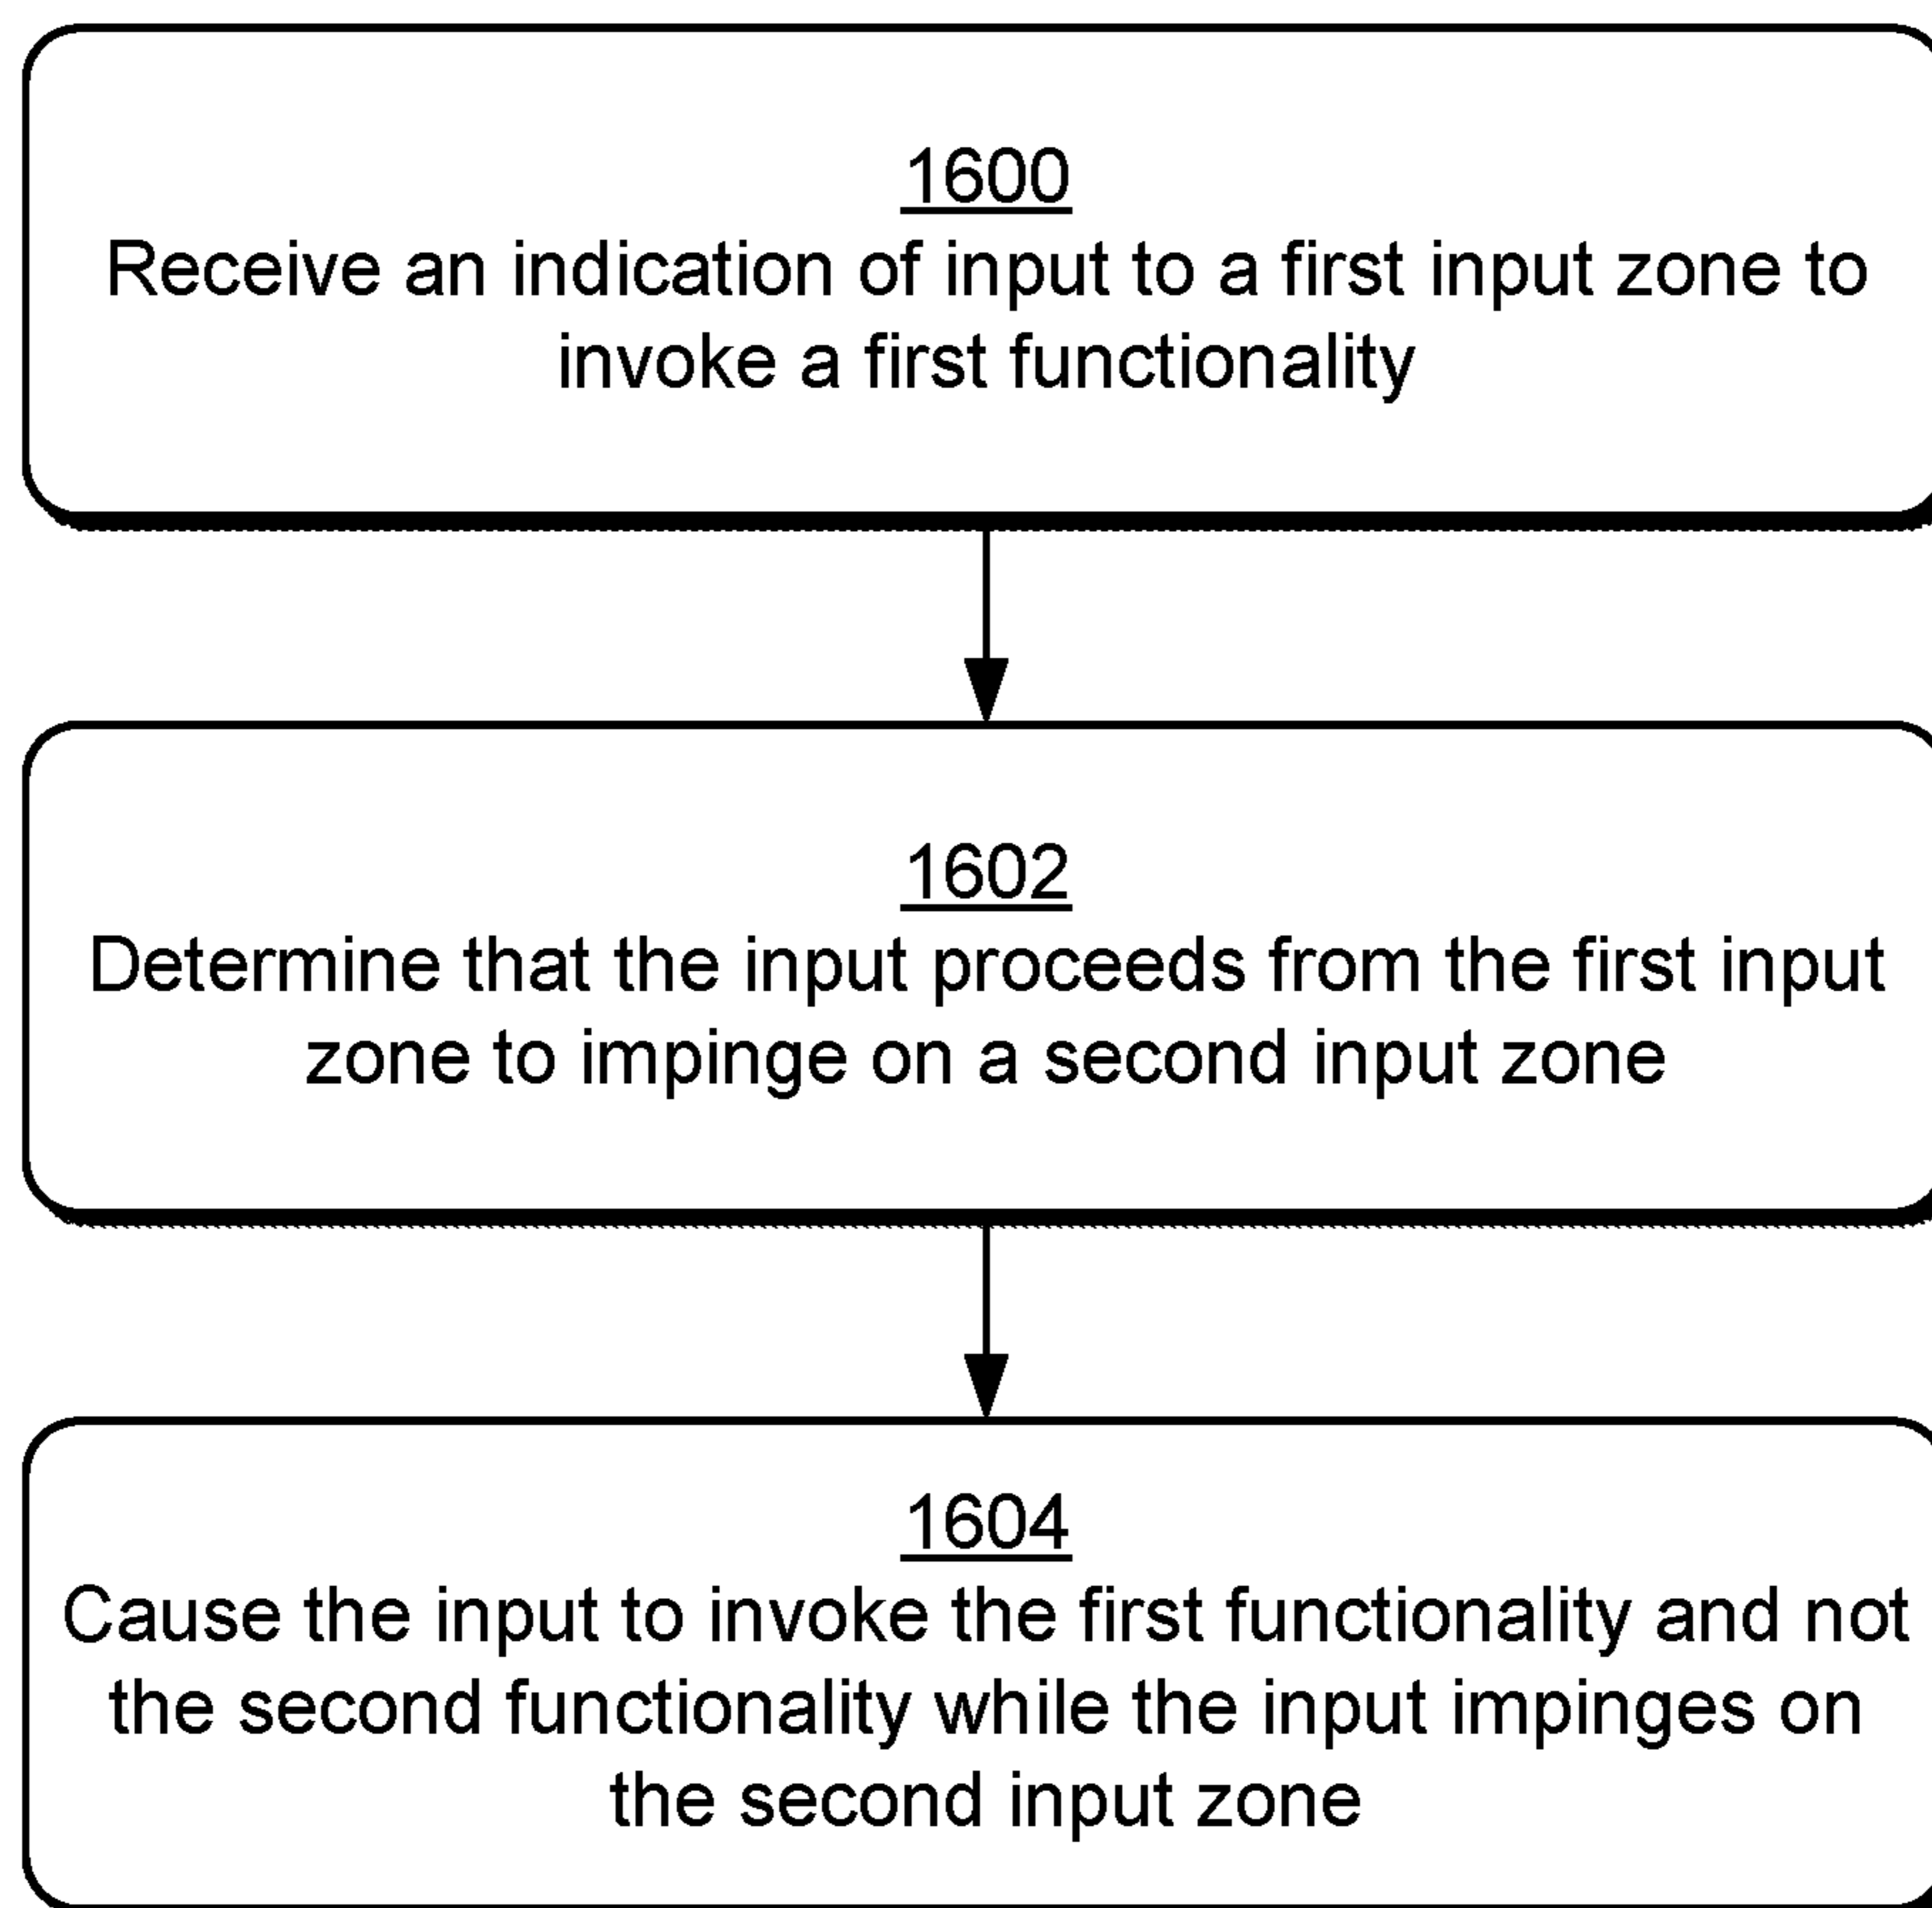 1600
Receive an indication of input to a first input zone to
invoke a first functionality
1602
Determine that the input proceeds from the first input
zone to impinge on a second input zone
1604
Cause the input to invoke the first functionality and not
the second functionality while the input impinges on
the second input zone